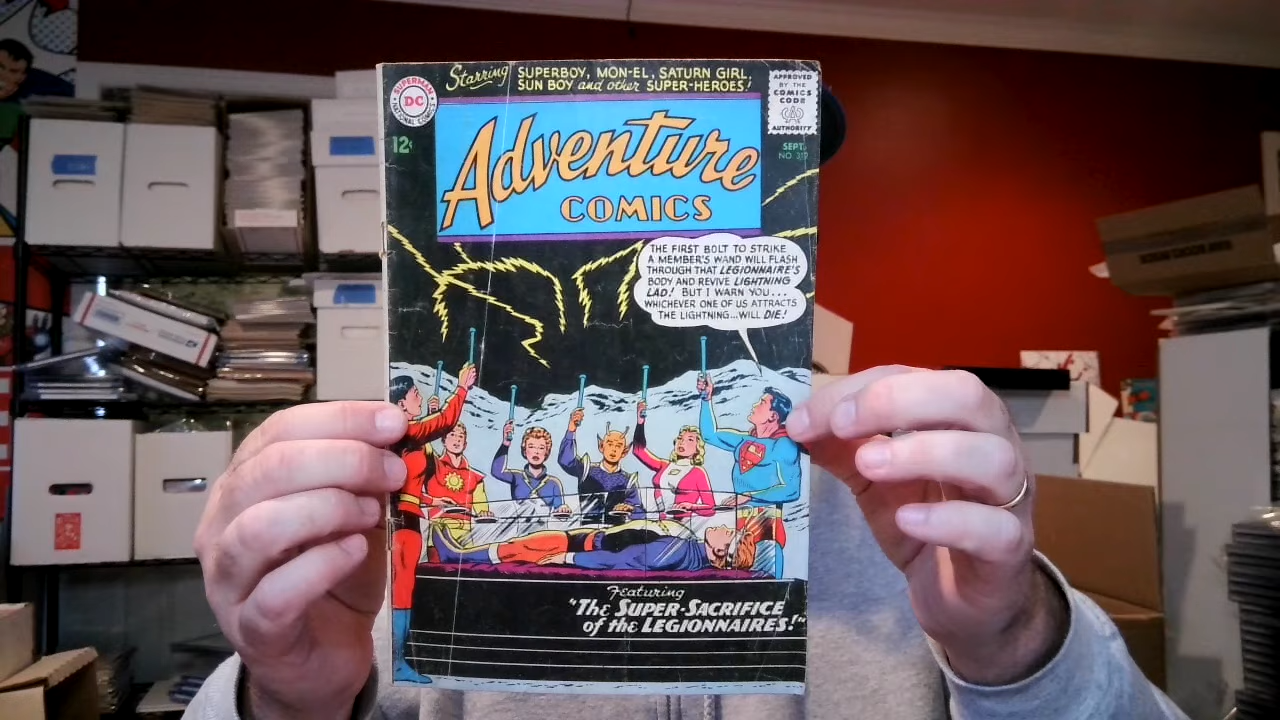 Starring SUPERBOY, MON-EL, SATURN GIRL,
SUN BOY and other SUPER-HEROES!
SUPERMAN
DC
NATIONAL COMICS
APPROVED
BY THE
COMICS
CODE
AUTHORITY
12¢
SEPT.
Adventure
COMICS
THE FIRST BOLT TO STRIKE
A MEMBER'S WAND WILL FLASH
THROUGH THAT LEGIONNAIRE'S
BODY AND REVIVE LIGHTNING
LAD! BUT I WARN YOU...
WHICHEVER ONE OF US ATTRACTS
THE LIGHTNING...WILL DIE!
Featuring
"The SUPER-SACRIFICE
of the LEGIONNAIRES!"